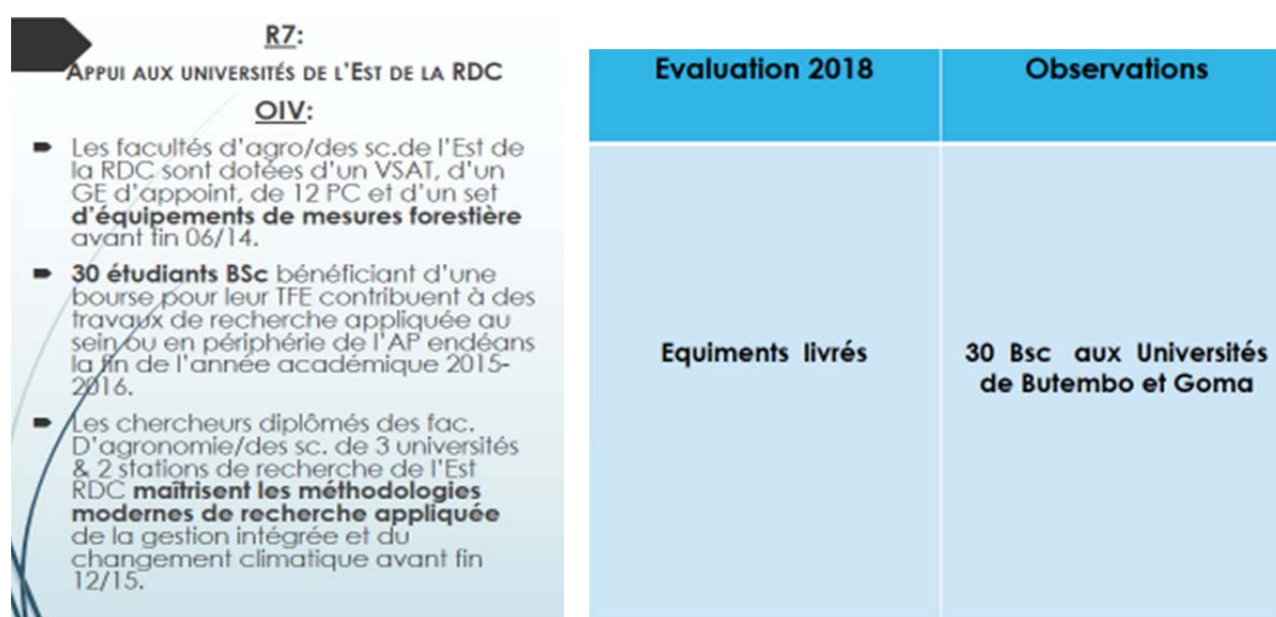 R7:
APPUI AUX UNIVERSITÉS DE L'EST DE LA RDC
OIV:
Les facultés d'agro/des sc.de l'Est de
la RDC sont dotées d'un VSAT, d'un
GE d'appoint, de 12 PC et d'un set
d'équipements de mesures forestière
avant fin 06/14.
30 étudiants BSc bénéficiant d'une
bourse pour leur TFE contribuent à des
travaux de recherche appliquée au
sein ou en périphérie de l'AP endéans
la fin de l'année académique 2015-
2016.
Les chercheurs diplômés des fac.
D'agronomie/des sc. de 3 universités
& 2 stations de recherche de l'Est
RDC maîtrisent les méthodologies
modernes de recherche appliquée
de la gestion intégrée et du
changement climatique avant fin
12/15.
Evaluation 2018
Observations
Equiments livrés
30 Bsc aux Universités
de Butembo et Goma